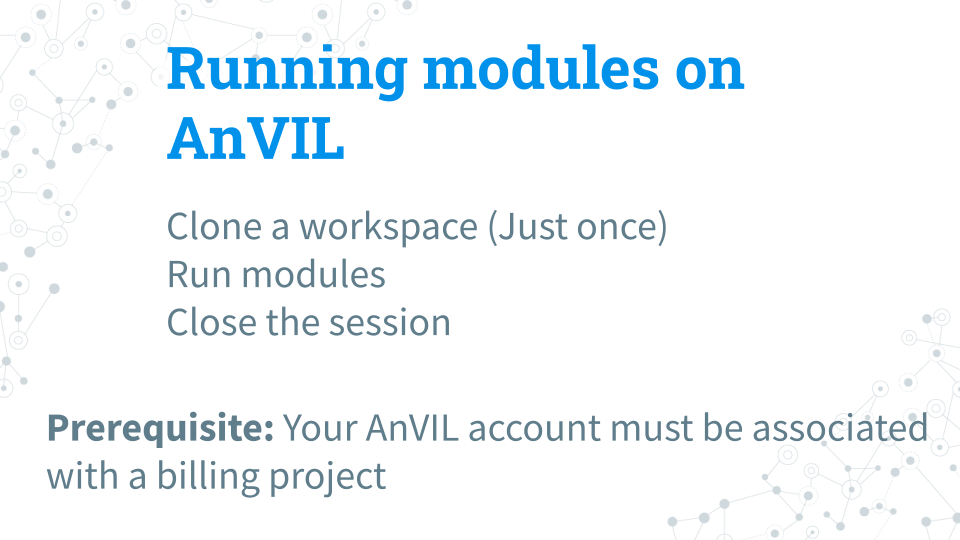 Running modules on
AnVIL
Clone a workspace (Just once)
Run modules
Close the session
Prerequisite: Your AnVIL account must be associated
with a billing project